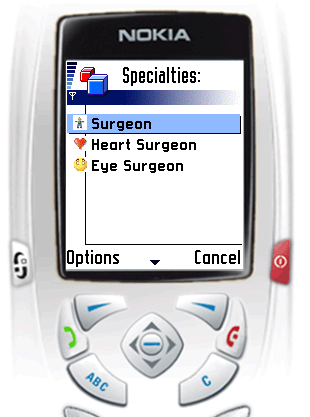 NOKIA
Specialties:
Surgeon
Heart Surgeon
Eye Surgeon
Options
Cancel
ABC
C